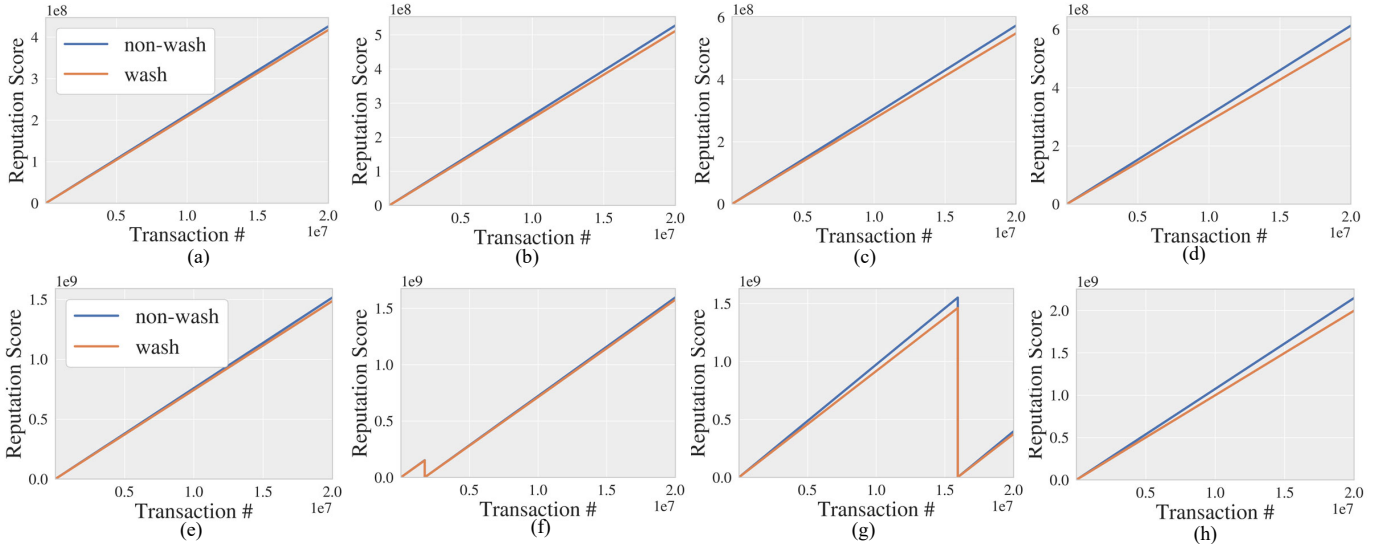 1e8
4
3
2
1
0
Reputation Score
non-wash
wash
0.5 1.0 1.5 2.0
1e7
Transaction #
(a)
1e8
5
4
3
2
1
0
Reputation Score
0.5 1.0 1.5 2.0
1e7
Transaction #
(b)
1e8
6
4
2
0
Reputation Score
0.5 1.0 1.5 2.0
1e7
Transaction #
(c)
1e8
6
4
2
0
Reputation Score
0.5 1.0 1.5 2.0
1e7
Transaction #
(d)
1e9
1.5
1.0
0.5
0.0
Reputation Score
non-wash
wash
0.5 1.0 1.5 2.0
1e7
Transaction #
(e)
1e9
1.5
1.0
0.5
0.0
Reputation Score
0.5 1.0 1.5 2.0
1e7
Transaction #
(f)
1e9
1.5
1.0
0.5
0.0
Reputation Score
0.5 1.0 1.5 2.0
1e7
Transaction #
(g)
1e9
2.0
1.5
1.0
0.5
0.0
Reputation Score
0.5 1.0 1.5 2.0
1e7
Transaction #
(h)